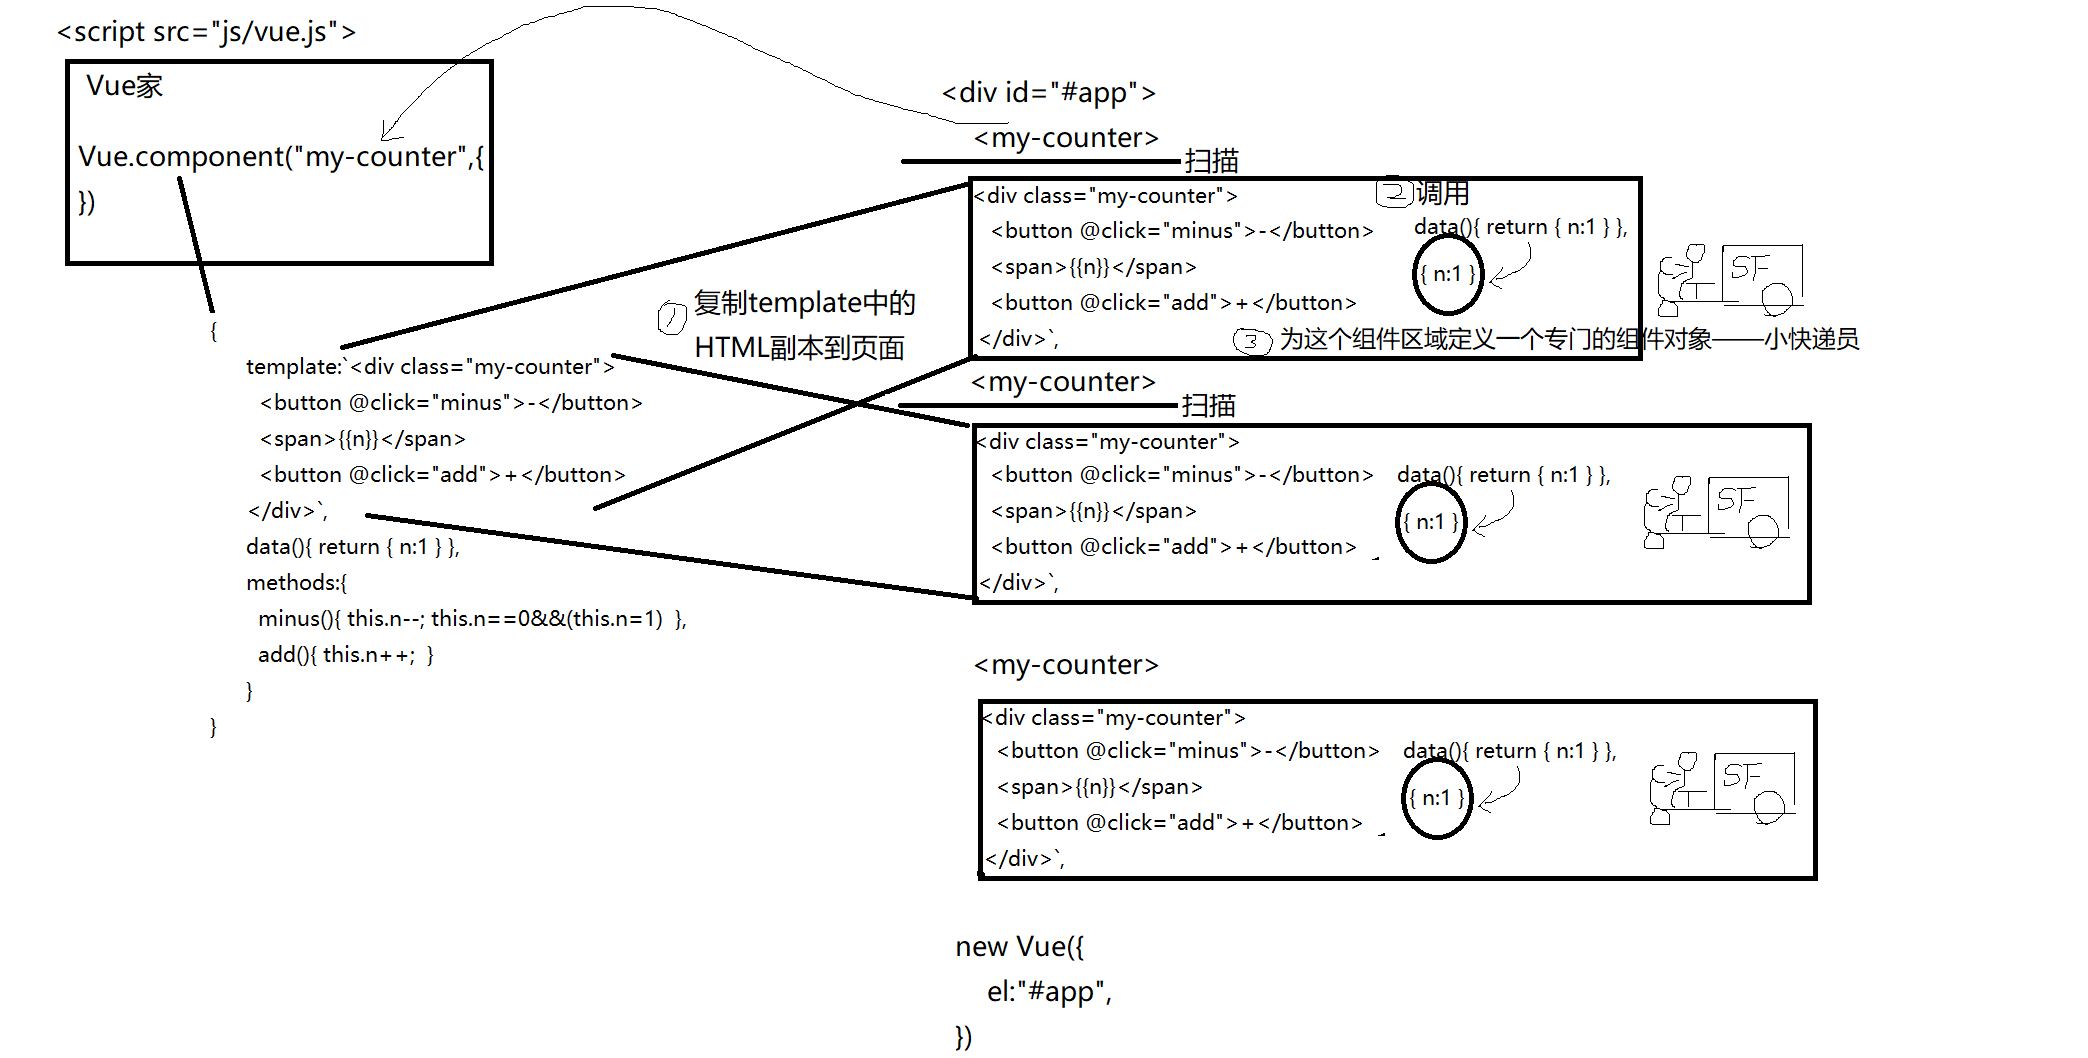 <script src="js/vue.js">
Vue家
Vue.component("my-counter",{
})
{
template:`<div class="my-counter">
<button @click="minus">-</button>
<span>{{n}}</span>
<button @click="add">+</button>
</div>`,
data(){ return { n:1 } },
methods:{
minus(){ this.n--; this.n==0&&(this.n=1)  },
add(){ this.n++;  }
}
}
1 复制template中的
HTML副本到页面
<div id="#app">
<my-counter>
扫描
<div class="my-counter">
<button @click="minus">-</button>
<span>{{n}}</span>
<button @click="add">+</button>
</div>`,
2 调用
data(){ return { n:1 } },
{ n:1 }
SF
3 为这个组件区域定义一个专门的组件对象——小快递员
<my-counter>
扫描
<div class="my-counter">
<button @click="minus">-</button>
<span>{{n}}</span>
<button @click="add">+</button>
</div>`,
data(){ return { n:1 } },
{ n:1 }
SF
<my-counter>
<div class="my-counter">
<button @click="minus">-</button>
<span>{{n}}</span>
<button @click="add">+</button>
</div>`,
data(){ return { n:1 } },
{ n:1 }
SF
new Vue({
el:"#app",
})